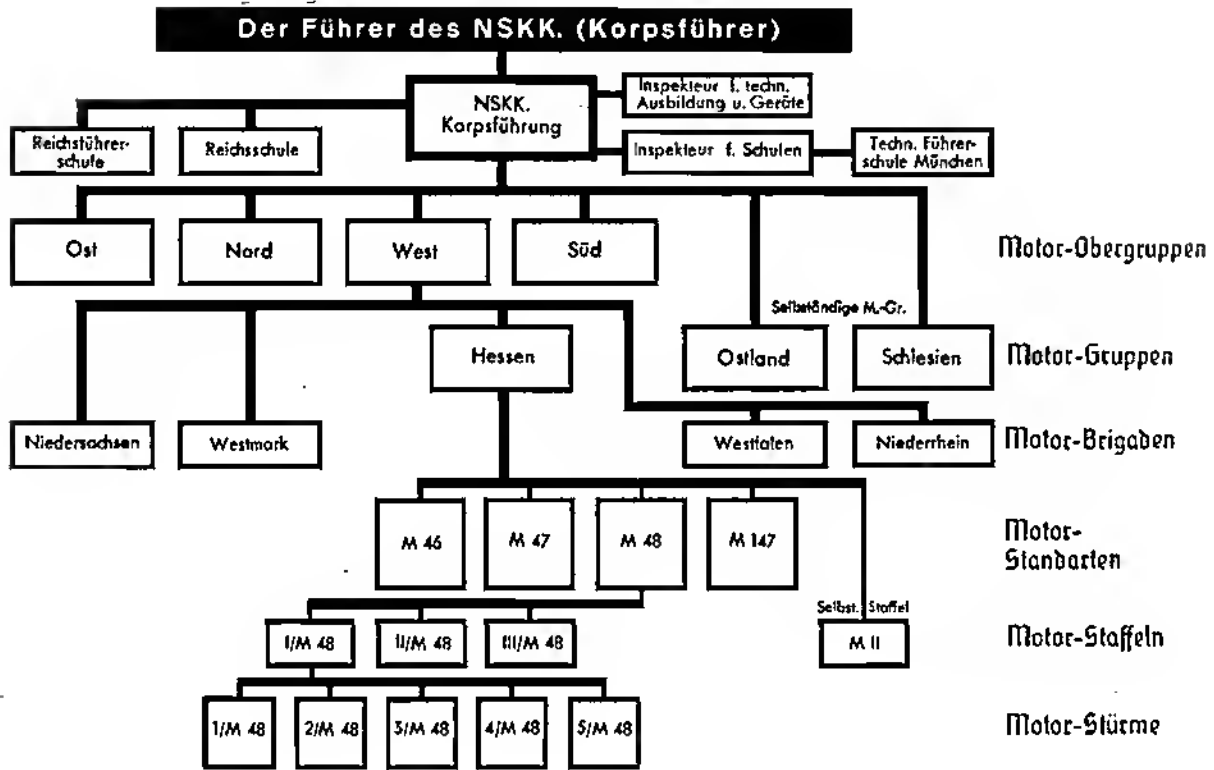 Der Führer des NSKK. (Korpsführer)
NSKK.
Korpsführung
Inspekteur f. techn.
Ausbildung u. Geräte
Reichsführer-
schule
Reichsschule
Inspekteur f. Schulen
Techn. Führer-
schule München
Ost
Nord
West
Süd
Motor-Obergruppen
Selbständige M.-Gr.
Hessen
Ostland
Schlesien
Motor-Gruppen
Niedersachsen
Westmark
Westfalen
Niederrhein
Motor-Brigaden
M 46
M 47
M 48
M 147
Motor-
Standarten
Selbst. Staffel
I/M 48
II/M 48
III/M 48
M II
Motor-Staffeln
1/M 48
2/M 48
3/M 48
4/M 48
5/M 48
Motor-Stürme